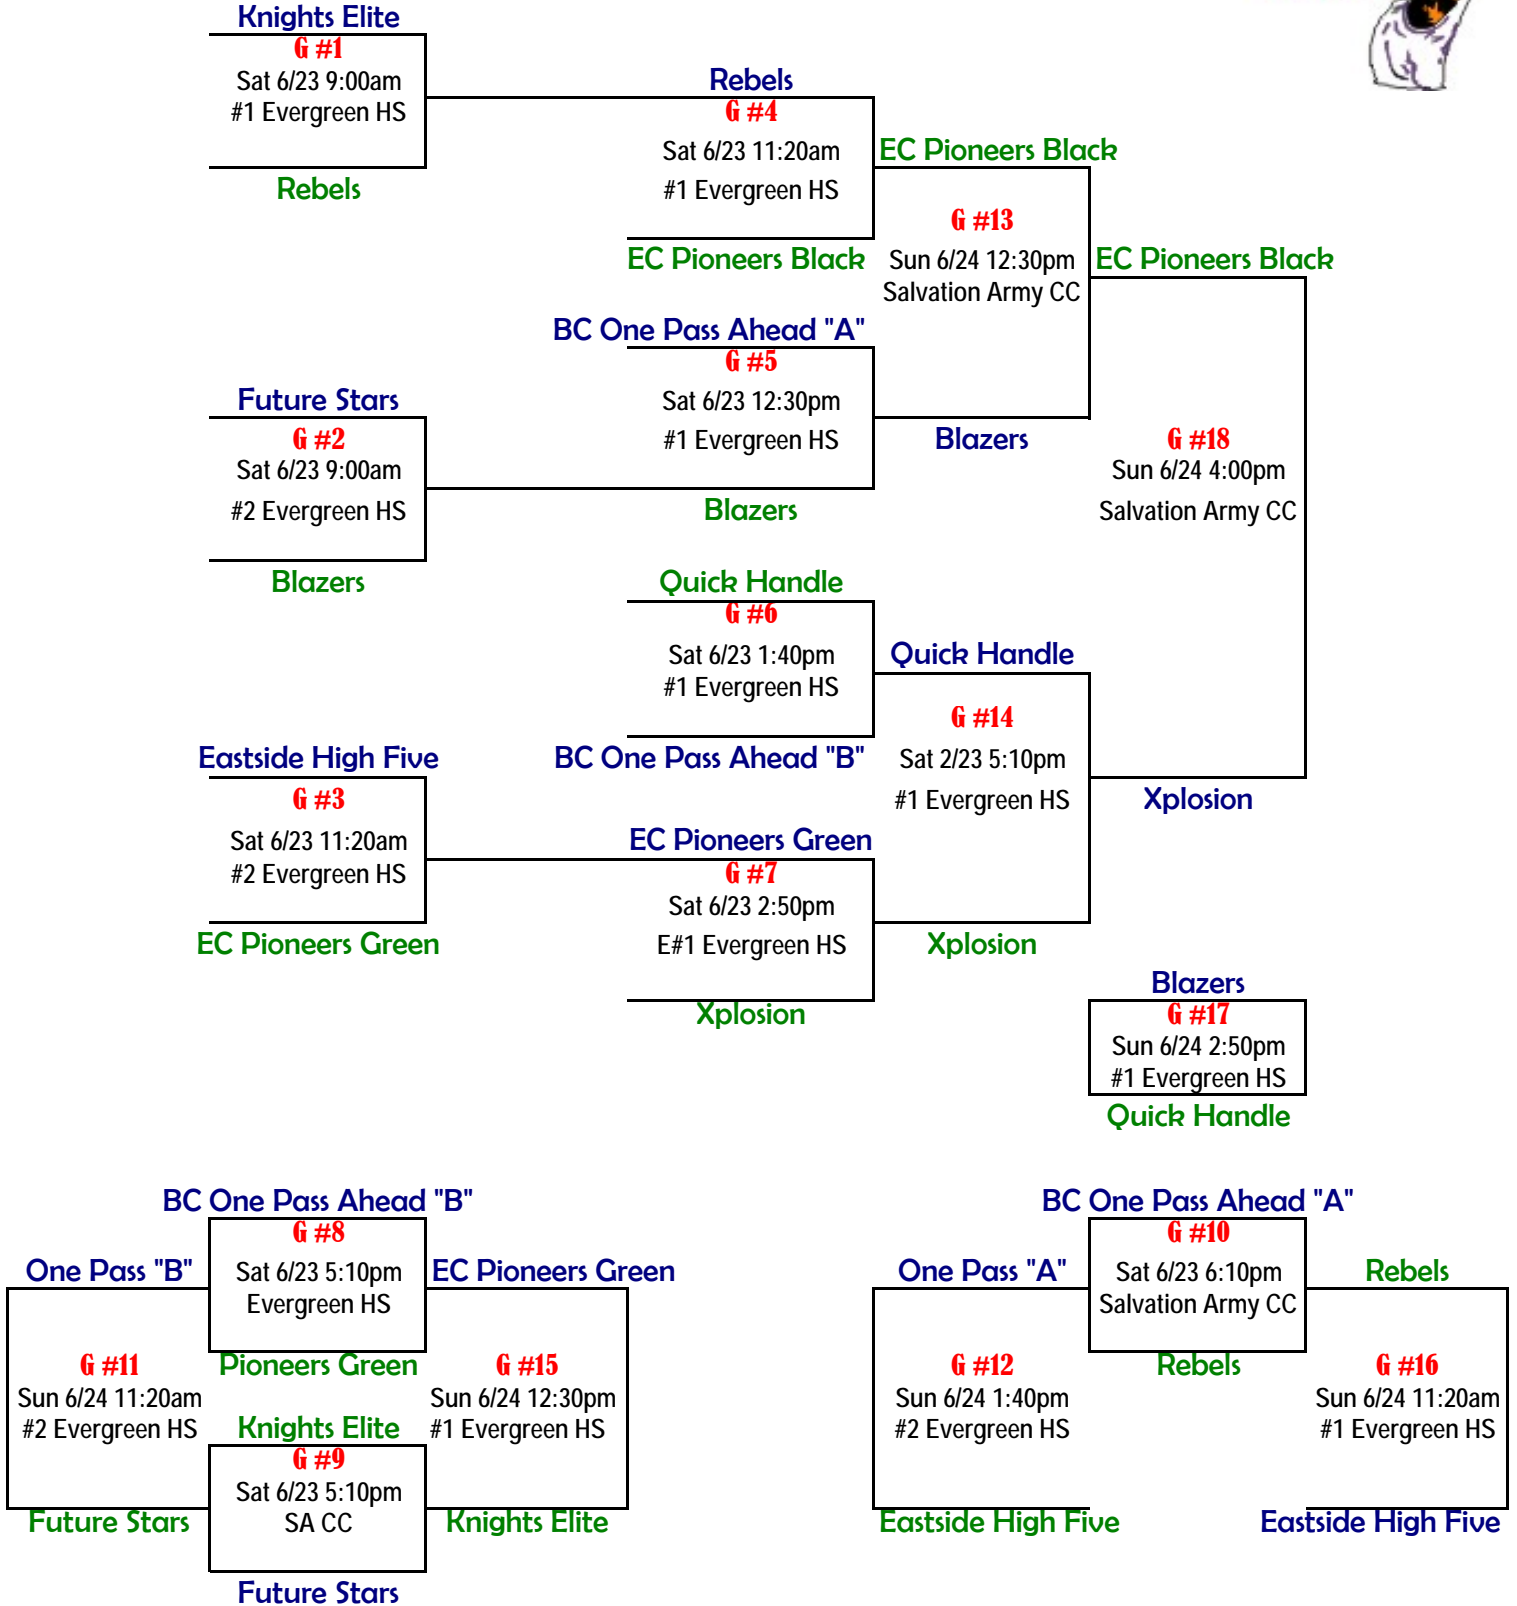 Knights Elite
G #1
Sat 6/23 9:00am
#1 Evergreen HS
Rebels
Rebels
G #4
Sat 6/23 11:20am
#1 Evergreen HS
EC Pioneers Black
EC Pioneers Black
G #13
Sun 6/24 12:30pm
Salvation Army CC
EC Pioneers Black
BC One Pass Ahead "A"
G #5
Sat 6/23 12:30pm
#1 Evergreen HS
Blazers
Future Stars
G #2
Sat 6/23 9:00am
#2 Evergreen HS
Blazers
Blazers
G #18
Sun 6/24 4:00pm
Salvation Army CC
Quick Handle
G #6
Sat 6/23 1:40pm
#1 Evergreen HS
BC One Pass Ahead "B"
Quick Handle
G #14
Sat 2/23 5:10pm
#1 Evergreen HS
Xplosion
Eastside High Five
G #3
Sat 6/23 11:20am
#2 Evergreen HS
EC Pioneers Green
EC Pioneers Green
G #7
Sat 6/23 2:50pm
E#1 Evergreen HS
Xplosion
Xplosion
Blazers
G #17
Sun 6/24 2:50pm
#1 Evergreen HS
Quick Handle
BC One Pass Ahead "B"
G #8
Sat 6/23 5:10pm
Evergreen HS
Pioneers Green
One Pass "B"
G #11
Sun 6/24 11:20am
#2 Evergreen HS
Future Stars
EC Pioneers Green
G #15
Sun 6/24 12:30pm
#1 Evergreen HS
Knights Elite
Knights Elite
G #9
Sat 6/23 5:10pm
SA CC
Future Stars
BC One Pass Ahead "A"
G #10
Sat 6/23 6:10pm
Salvation Army CC
Rebels
One Pass "A"
G #12
Sun 6/24 1:40pm
#2 Evergreen HS
Eastside High Five
Rebels
G #16
Sun 6/24 11:20am
#1 Evergreen HS
Eastside High Five